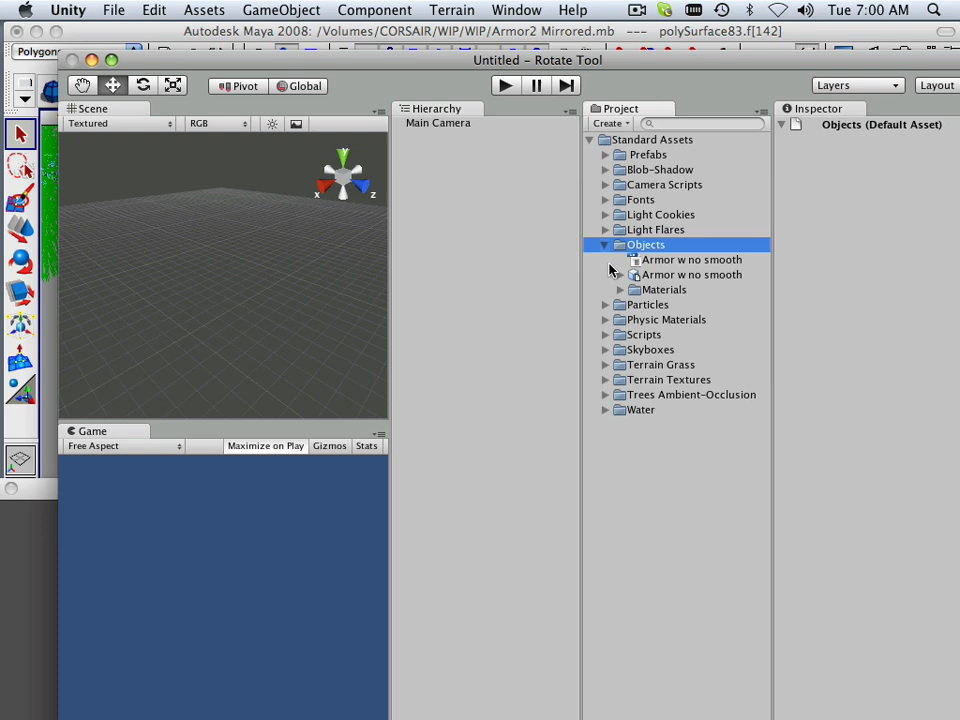 Unity File Edit Assets GameObject Component Terrain Window Help Tue 7:00 AM
Autodesk Maya 2008: /Volumes/CORSAIR/WIP/WIP/Armor2 Mirrored.mb --- polySurface83.f[142]
Polygons
Untitled - Rotate Tool
Pivot Global Layers Layout
Scene
Hierarchy
Project
Inspector
Textured RGB
Main Camera
Create
Objects (Default Asset)
Standard Assets
Prefabs
Blob-Shadow
Camera Scripts
Fonts
Light Cookies
Light Flares
Objects
Armor w no smooth
Armor w no smooth
Materials
Particles
Physic Materials
Scripts
Skyboxes
Terrain Grass
Terrain Textures
Trees Ambient-Occlusion
Water
Y
X
Z
Game
Free Aspect Maximize on Play Gizmos Stats